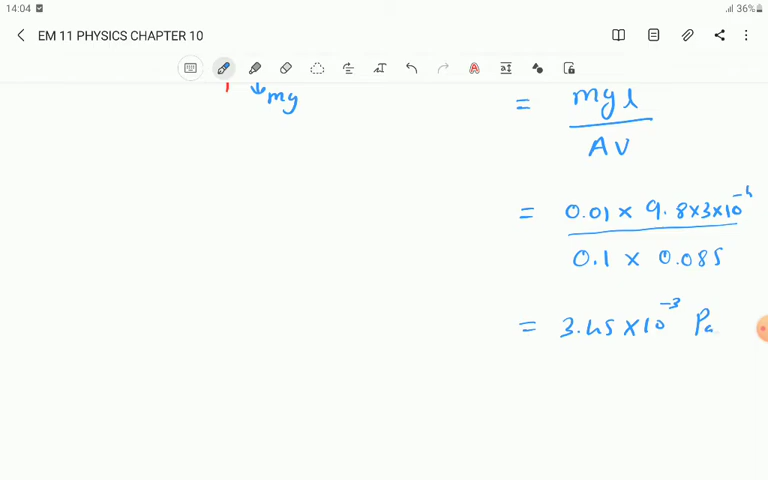 14:04
36%
EM 11 PHYSICS CHAPTER 10
mg
= mgl
AV
= 0.01 × 9.8×3×10⁻⁴
0.1 × 0.085
= 3.45 ×10⁻³ Pa